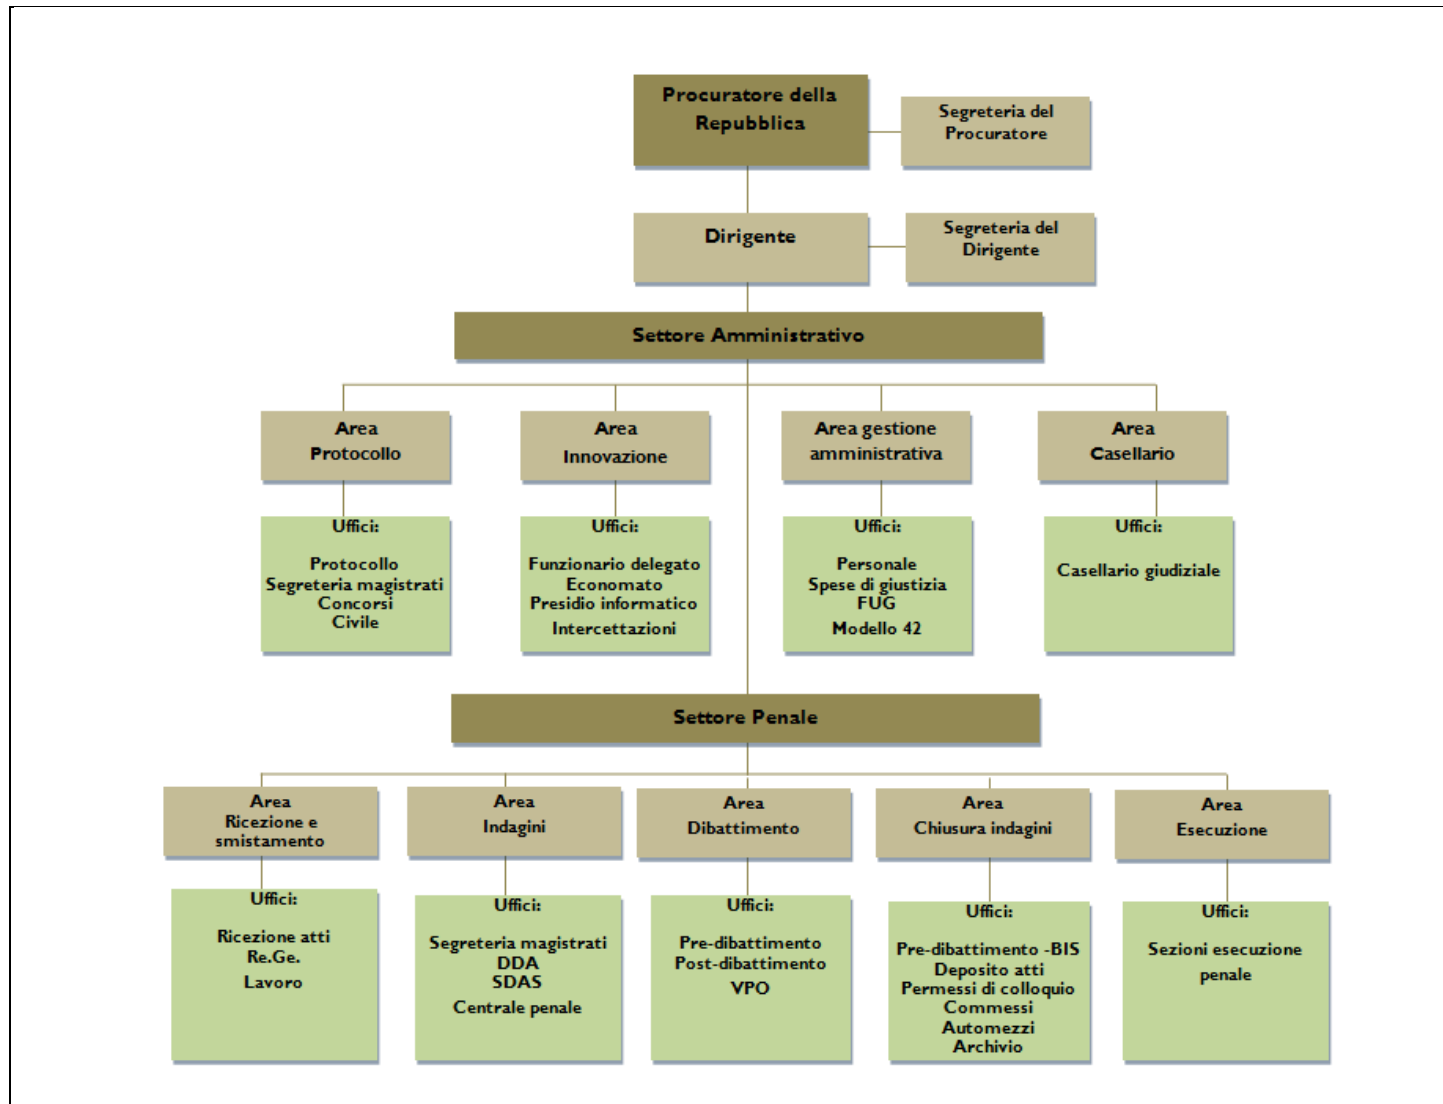 Procuratore della
Repubblica
Segreteria del
Procuratore
Dirigente
Segreteria del
Dirigente
Settore Amministrativo
Area
Protocollo
Area
Innovazione
Area gestione
amministrativa
Area
Casellario
Uffici:
Protocollo
Segreteria magistrati
Concorsi
Civile
Uffici:
Funzionario delegato
Economato
Presidio informatico
Intercettazioni
Uffici:
Personale
Spese di giustizia
FUG
Modello 42
Uffici:
Casellario giudiziale
Settore Penale
Area
Ricezione e
smistamento
Area
Indagini
Area
Dibattimento
Area
Chiusura indagini
Area
Esecuzione
Uffici:
Ricezione atti
Re.Ge.
Lavoro
Uffici:
Segreteria magistrati
DDA
SDAS
Centrale penale
Uffici:
Pre-dibattimento
Post-dibattimento
VPO
Uffici:
Pre-dibattimento -BIS
Deposito atti
Permessi di colloquio
Commessi
Automezzi
Archivio
Uffici:
Sezioni esecuzione
penale